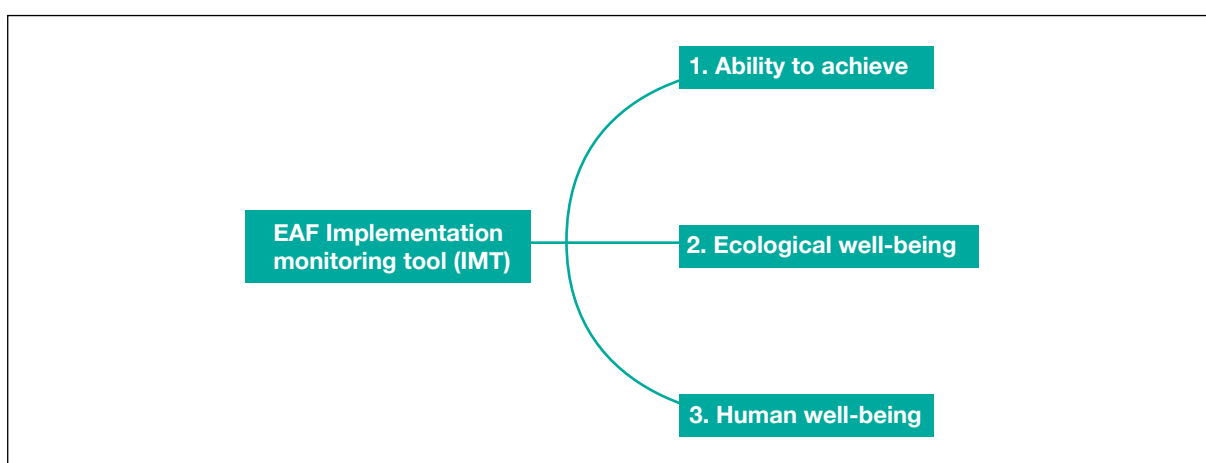 1. Ability to achieve
EAF Implementation
monitoring tool (IMT)
2. Ecological well-being
3. Human well-being